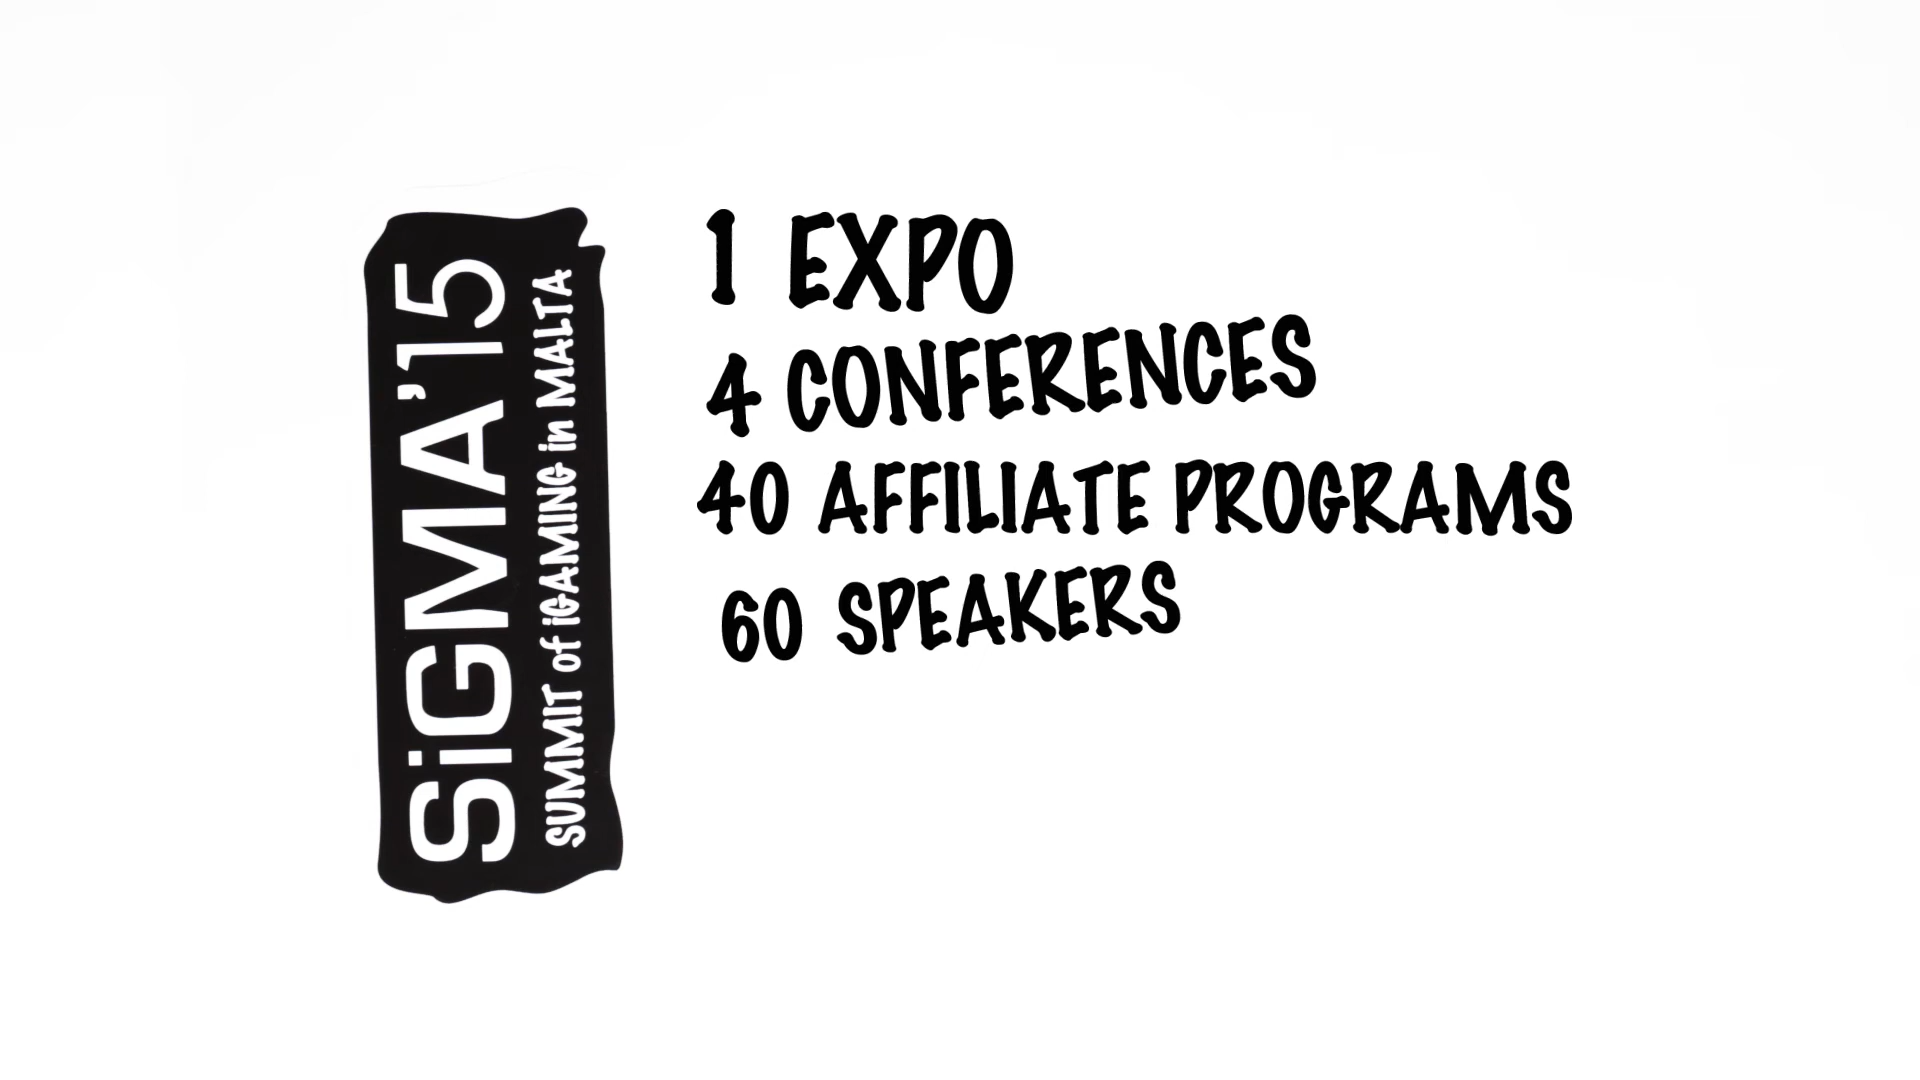 SiGMA'15
SUMMIT of iGAMING in MALTA
1 EXPO
4 CONFERENCES
40 AFFILIATE PROGRAMS
60 SPEAKERS